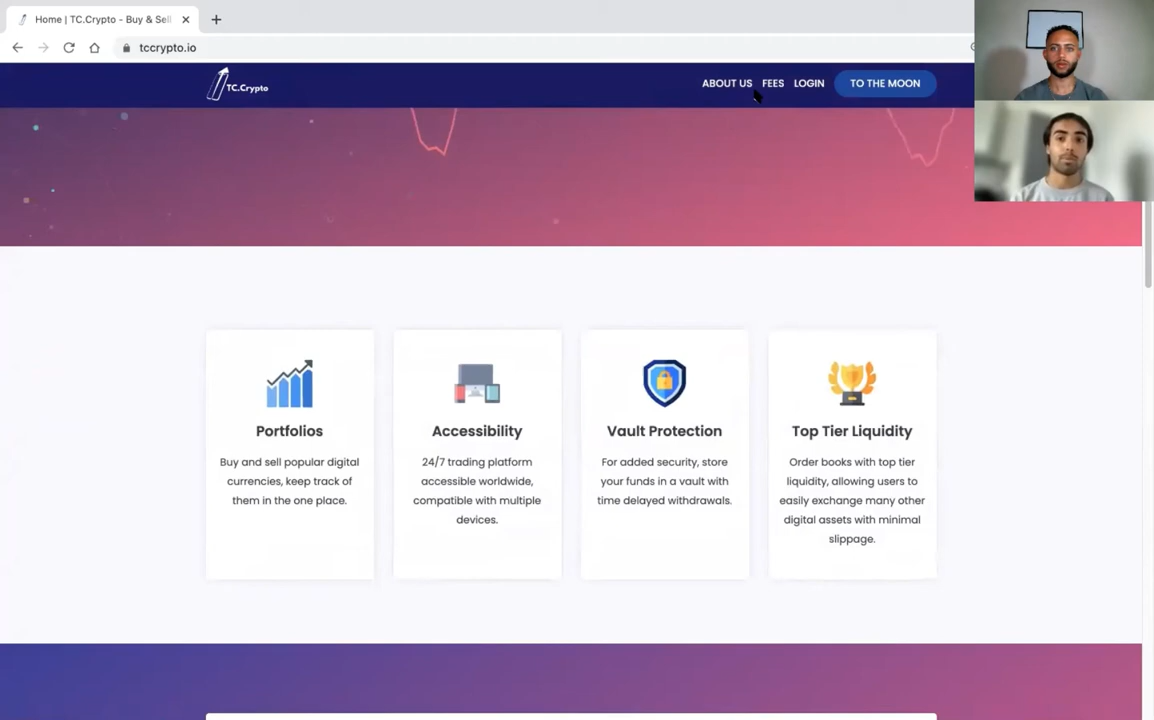 Home | TC.Crypto - Buy & Sell
tccrypto.io
TC.Crypto
ABOUT US FEES LOGIN TO THE MOON
Portfolios
Buy and sell popular digital
currencies, keep track of
them in the one place.
Accessibility
24/7 trading platform
accessible worldwide,
compatible with multiple
devices.
Vault Protection
For added security, store
your funds in a vault with
time delayed withdrawals.
Top Tier Liquidity
Order books with top tier
liquidity, allowing users to
easily exchange many other
digital assets with minimal
slippage.